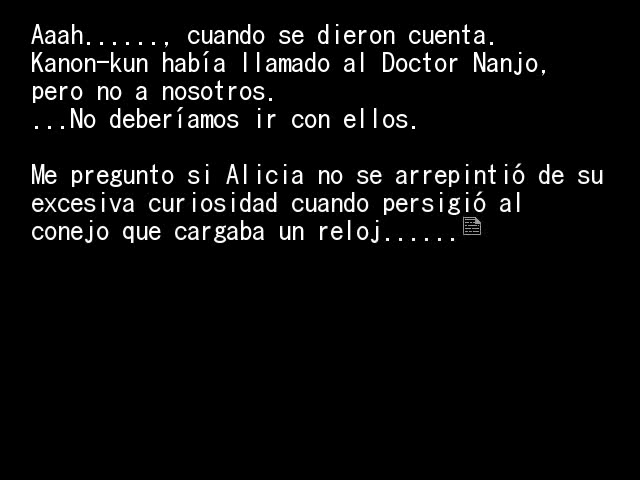 Aaah......, cuando se dieron cuenta.
Kanon-kun había llamado al Doctor Nanjo,
pero no a nosotros.
...No deberíamos ir con ellos.
Me pregunto si Alicia no se arrepintió de su
excesiva curiosidad cuando persigió al
conejo que cargaba un reloj......